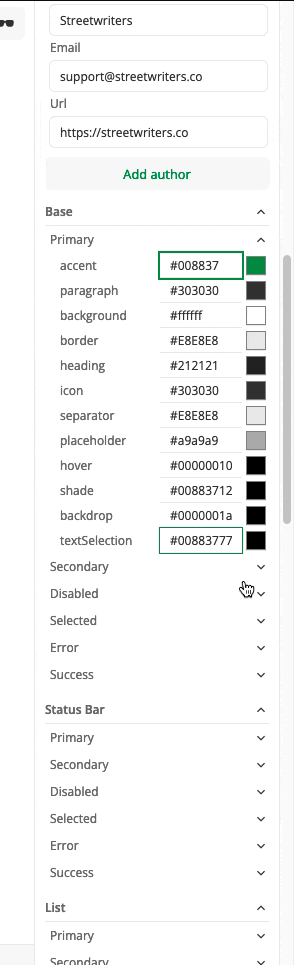 Streetwriters
Email
support@streetwriters.co
Url
https://streetwriters.co
Add author
Base
Primary
accent #008837
paragraph #303030
background #ffffff
border #E8E8E8
heading #212121
icon #303030
separator #E8E8E8
placeholder #a9a9a9
hover #00000010
shade #00883712
backdrop #0000001a
textSelection #00883777
Secondary
Disabled
Selected
Error
Success
Status Bar
Primary
Secondary
Disabled
Selected
Error
Success
List
Primary
Secondary